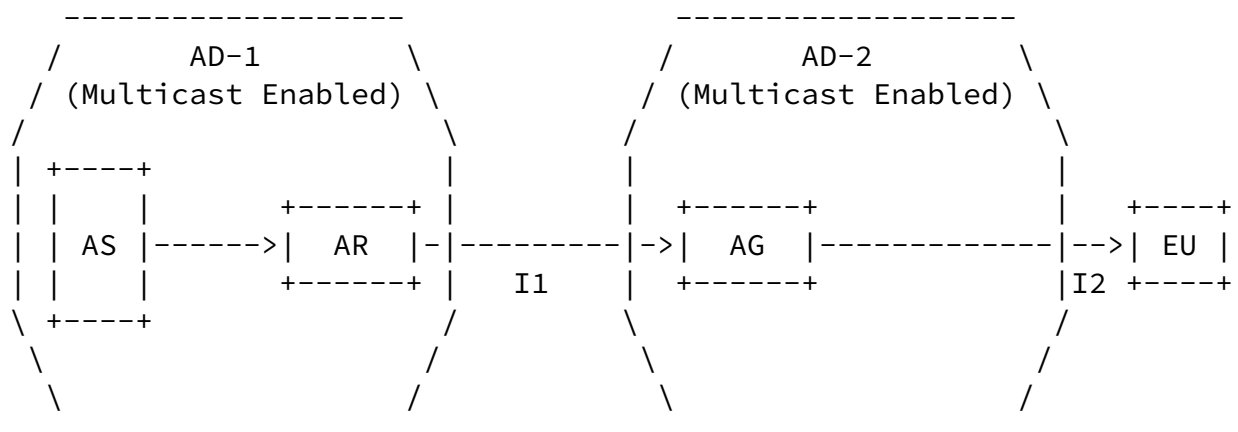 AD-1 AD-2
(Multicast Enabled) (Multicast Enabled)
AS AR AG EU
I1 I2